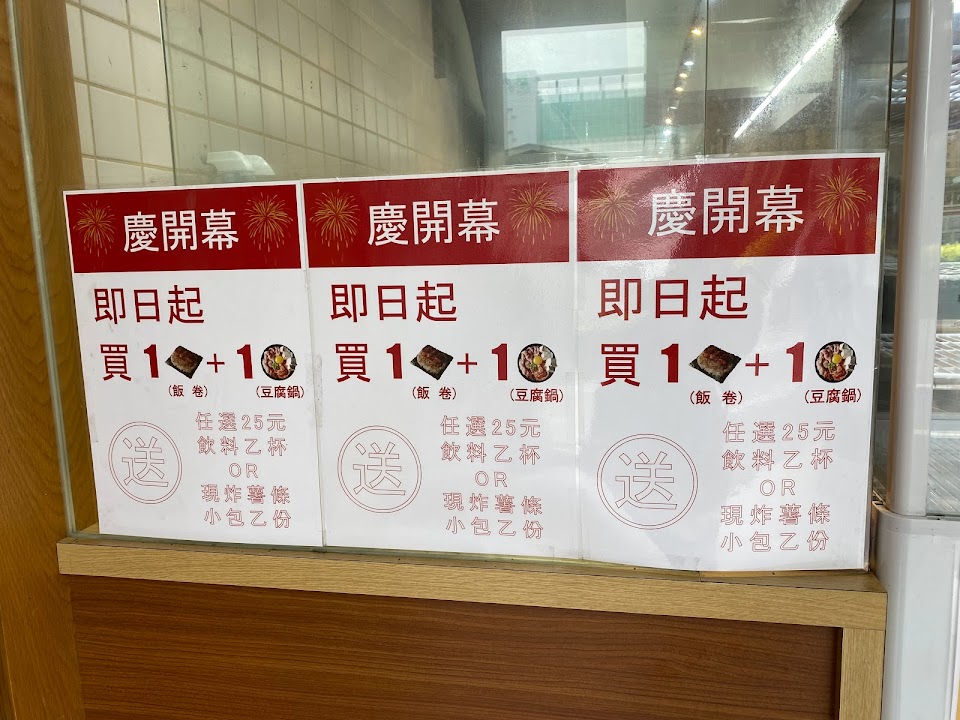 慶開幕
即日起
買1+1
(飯卷) (豆腐鍋)
送
任選25元
飲料乙杯
OR
現炸薯條
小包乙份
慶開幕
即日起
買1+1
(飯卷) (豆腐鍋)
送
任選25元
飲料乙杯
OR
現炸薯條
小包乙份
慶開幕
即日起
買1+1
(飯卷) (豆腐鍋)
送
任選25元
飲料乙杯
OR
現炸薯條
小包乙份